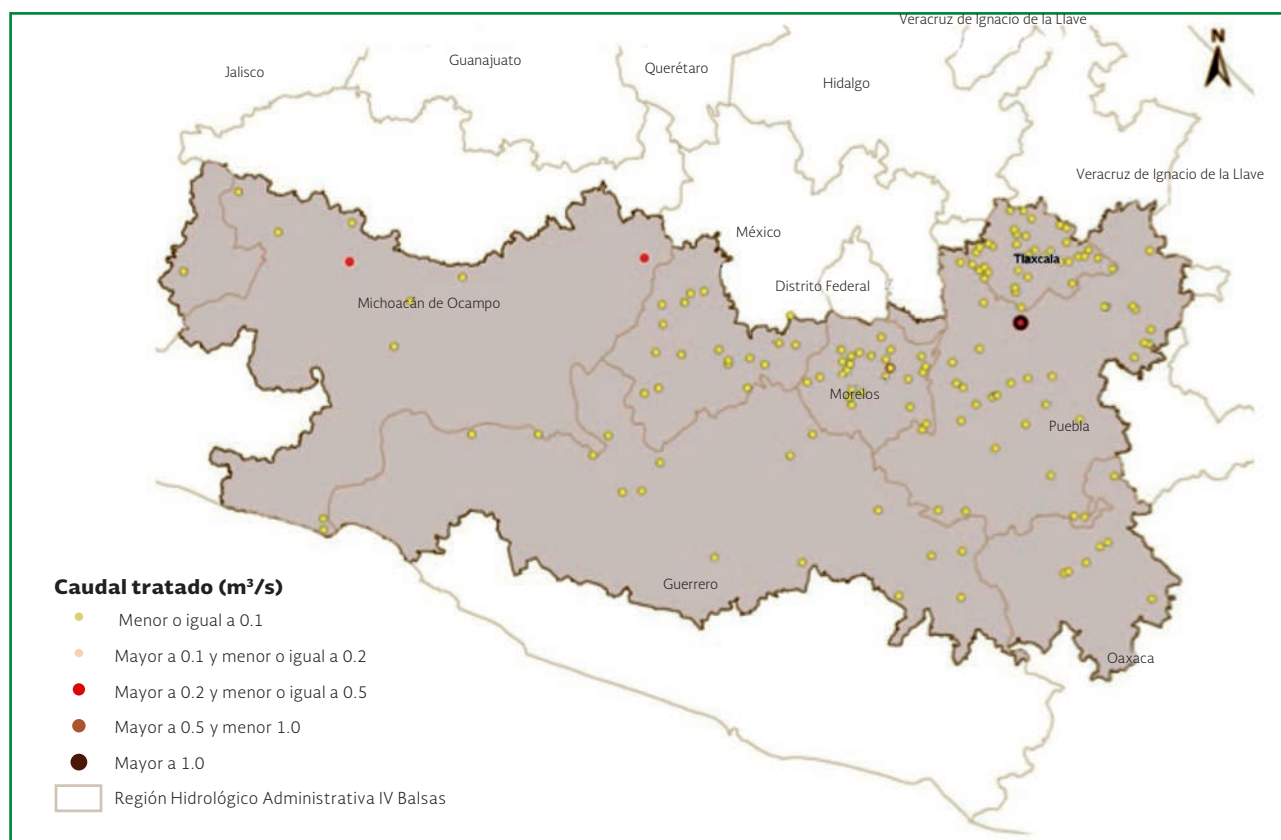 Veracruz de Ignacio de la Llave
N
Guanajuato
Querétaro
Jalisco
Hidalgo
Veracruz de Ignacio de la Llave
México
Tlaxcala
Distrito Federal
Michoacán de Ocampo
Morelos
Puebla
Guerrero
Oaxaca
Caudal tratado (m³/s)
Menor o igual a 0.1
Mayor a 0.1 y menor o igual a 0.2
Mayor a 0.2 y menor o igual a 0.5
Mayor a 0.5 y menor 1.0
Mayor a 1.0
Región Hidrológico Administrativa IV Balsas